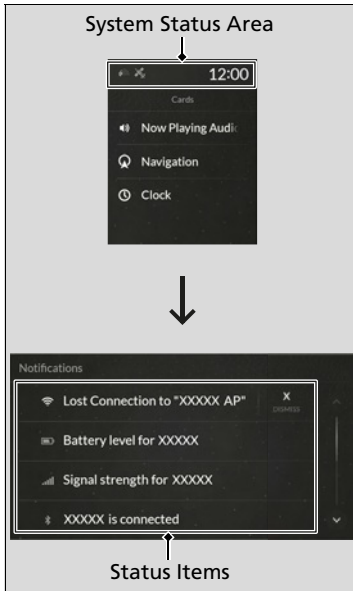 System Status Area
12:00
Cards
Now Playing Audi
Navigation
Clock
Notifications
Lost Connection to "XXXXX AP"
X
DISMISS
Battery level for XXXXX
Signal strength for XXXXX
XXXXX is connected
Status Items